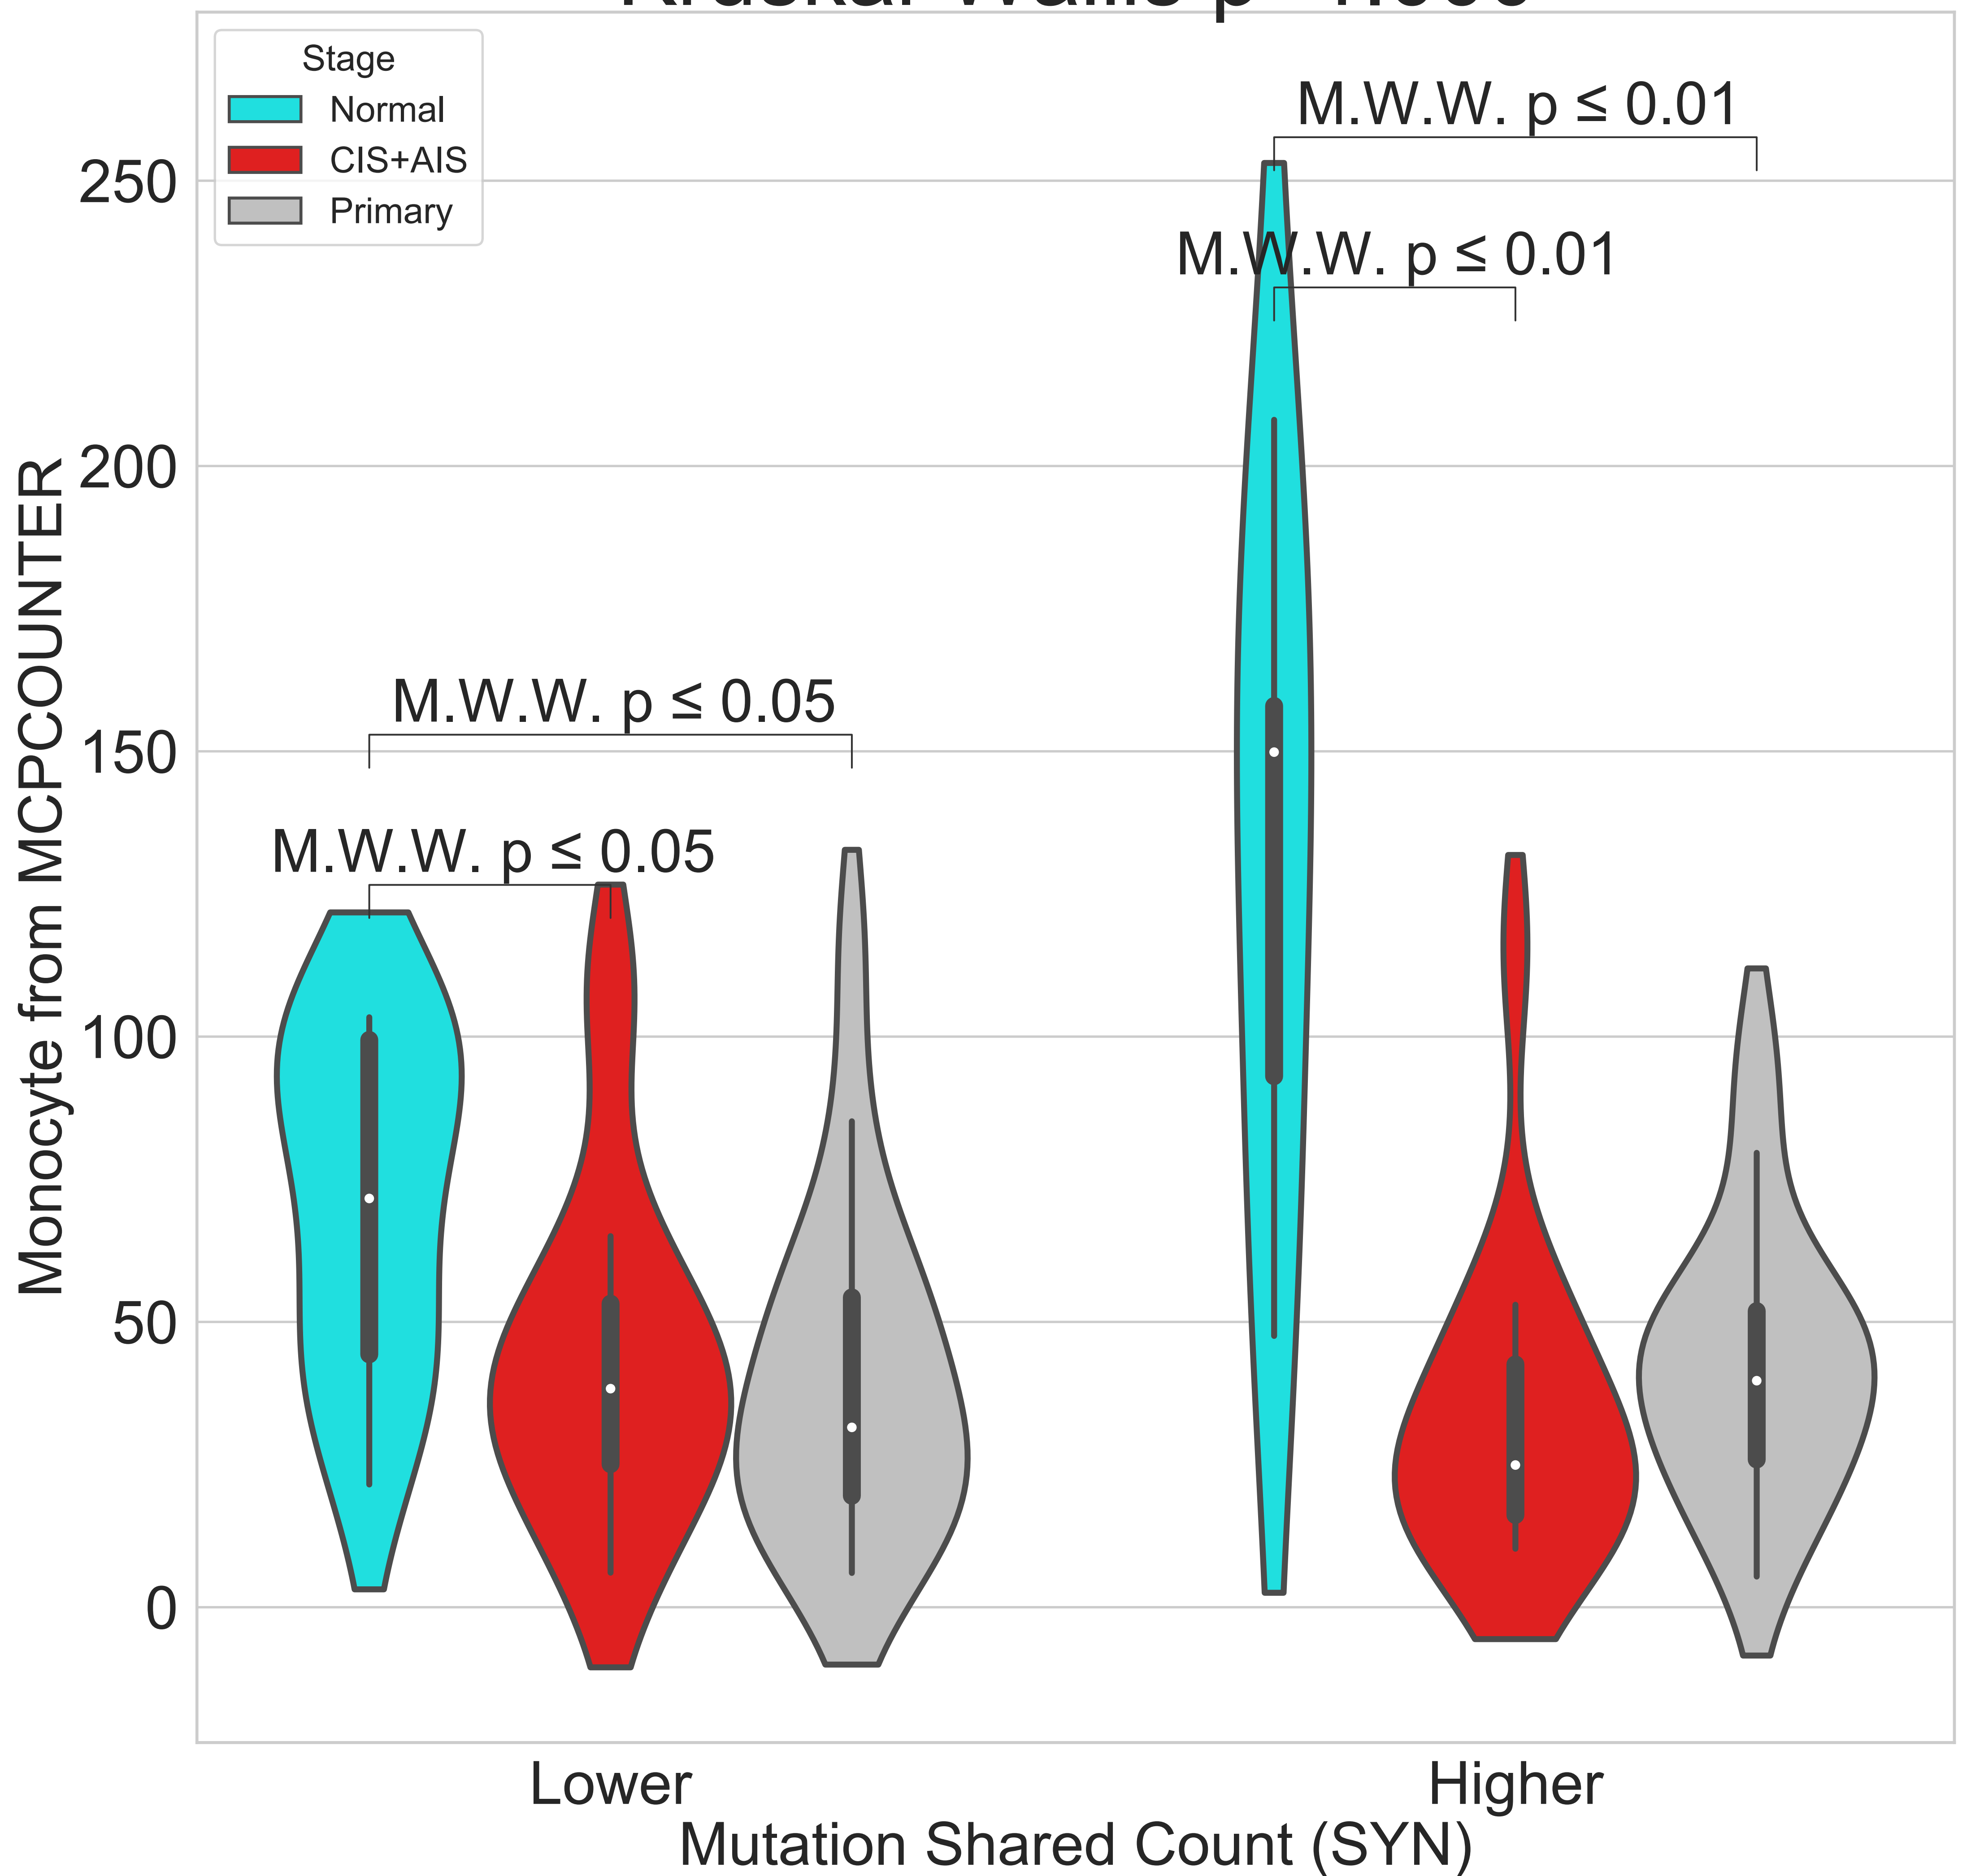 Stage
Normal
CIS+AIS
Primary
M.W.W. p ≤ 0.01
M.W.W. p ≤ 0.01
M.W.W. p ≤ 0.05
M.W.W. p ≤ 0.05
250
200
150
100
50
0
Monocyte from MCPCOUNTER
Lower
Higher
Mutation Shared Count (SYN)